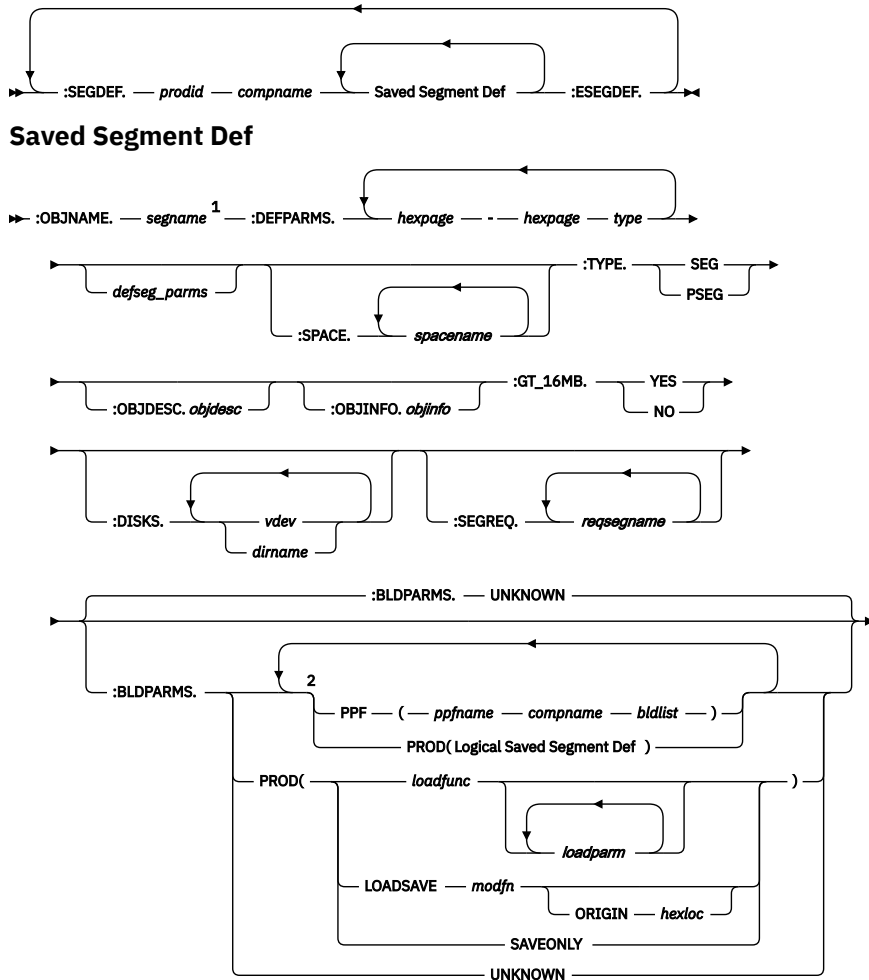 :SEGDEF. prodid compname Saved Segment Def :ESEGDEF.
Saved Segment Def
:OBJNAME. segname 1 :DEFPARMS. hexpage - hexpage type
defseg_parms
:SPACE. spacename
:TYPE. SEG
PSEG
:OBJDESC. objdesc
:OBJINFO. objinfo
:GT_16MB. YES
NO
:DISKS. vdev
dirname
:SEGREQ. reqsegname
:BLDPARMS. UNKNOWN
:BLDPARMS.
2
PPF ( ppfname compname bldlist )
PROD( Logical Saved Segment Def )
PROD( loadfunc )
loadparm
LOADSAVE modfn
ORIGIN hexloc
SAVEONLY
UNKNOWN